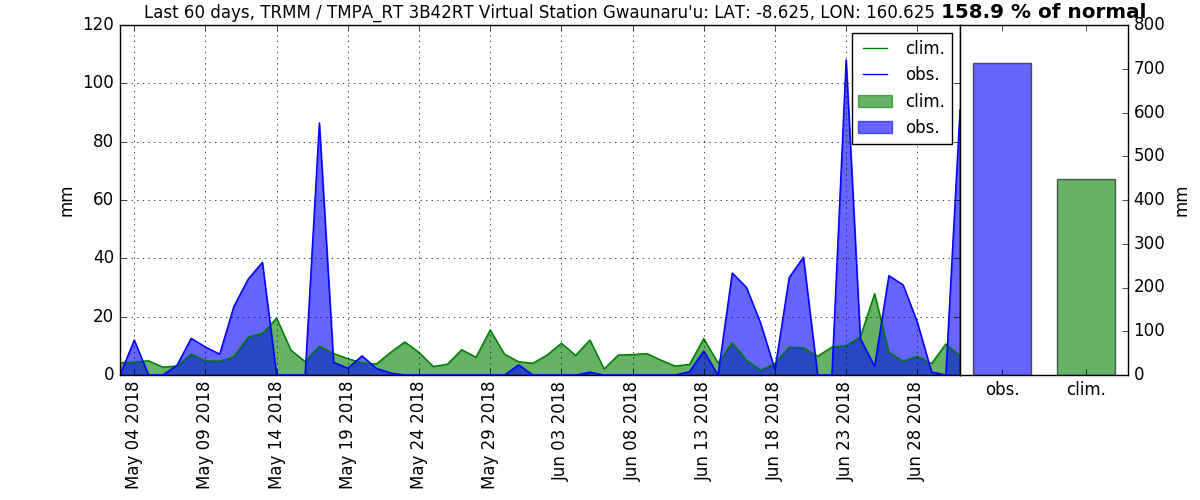 Last 60 days, TRMM / TMPA_RT 3B42RT Virtual Station Gwaunaru'u: LAT: -8.625, LON: 160.625 158.9 % of normal
120
100
80
60
40
20
0
mm
clim.
obs.
clim.
obs.
800
700
600
500
400
300
200
100
0
mm
May 04 2018
May 09 2018
May 14 2018
May 19 2018
May 24 2018
May 29 2018
Jun 03 2018
Jun 08 2018
Jun 13 2018
Jun 18 2018
Jun 23 2018
Jun 28 2018
obs.
clim.